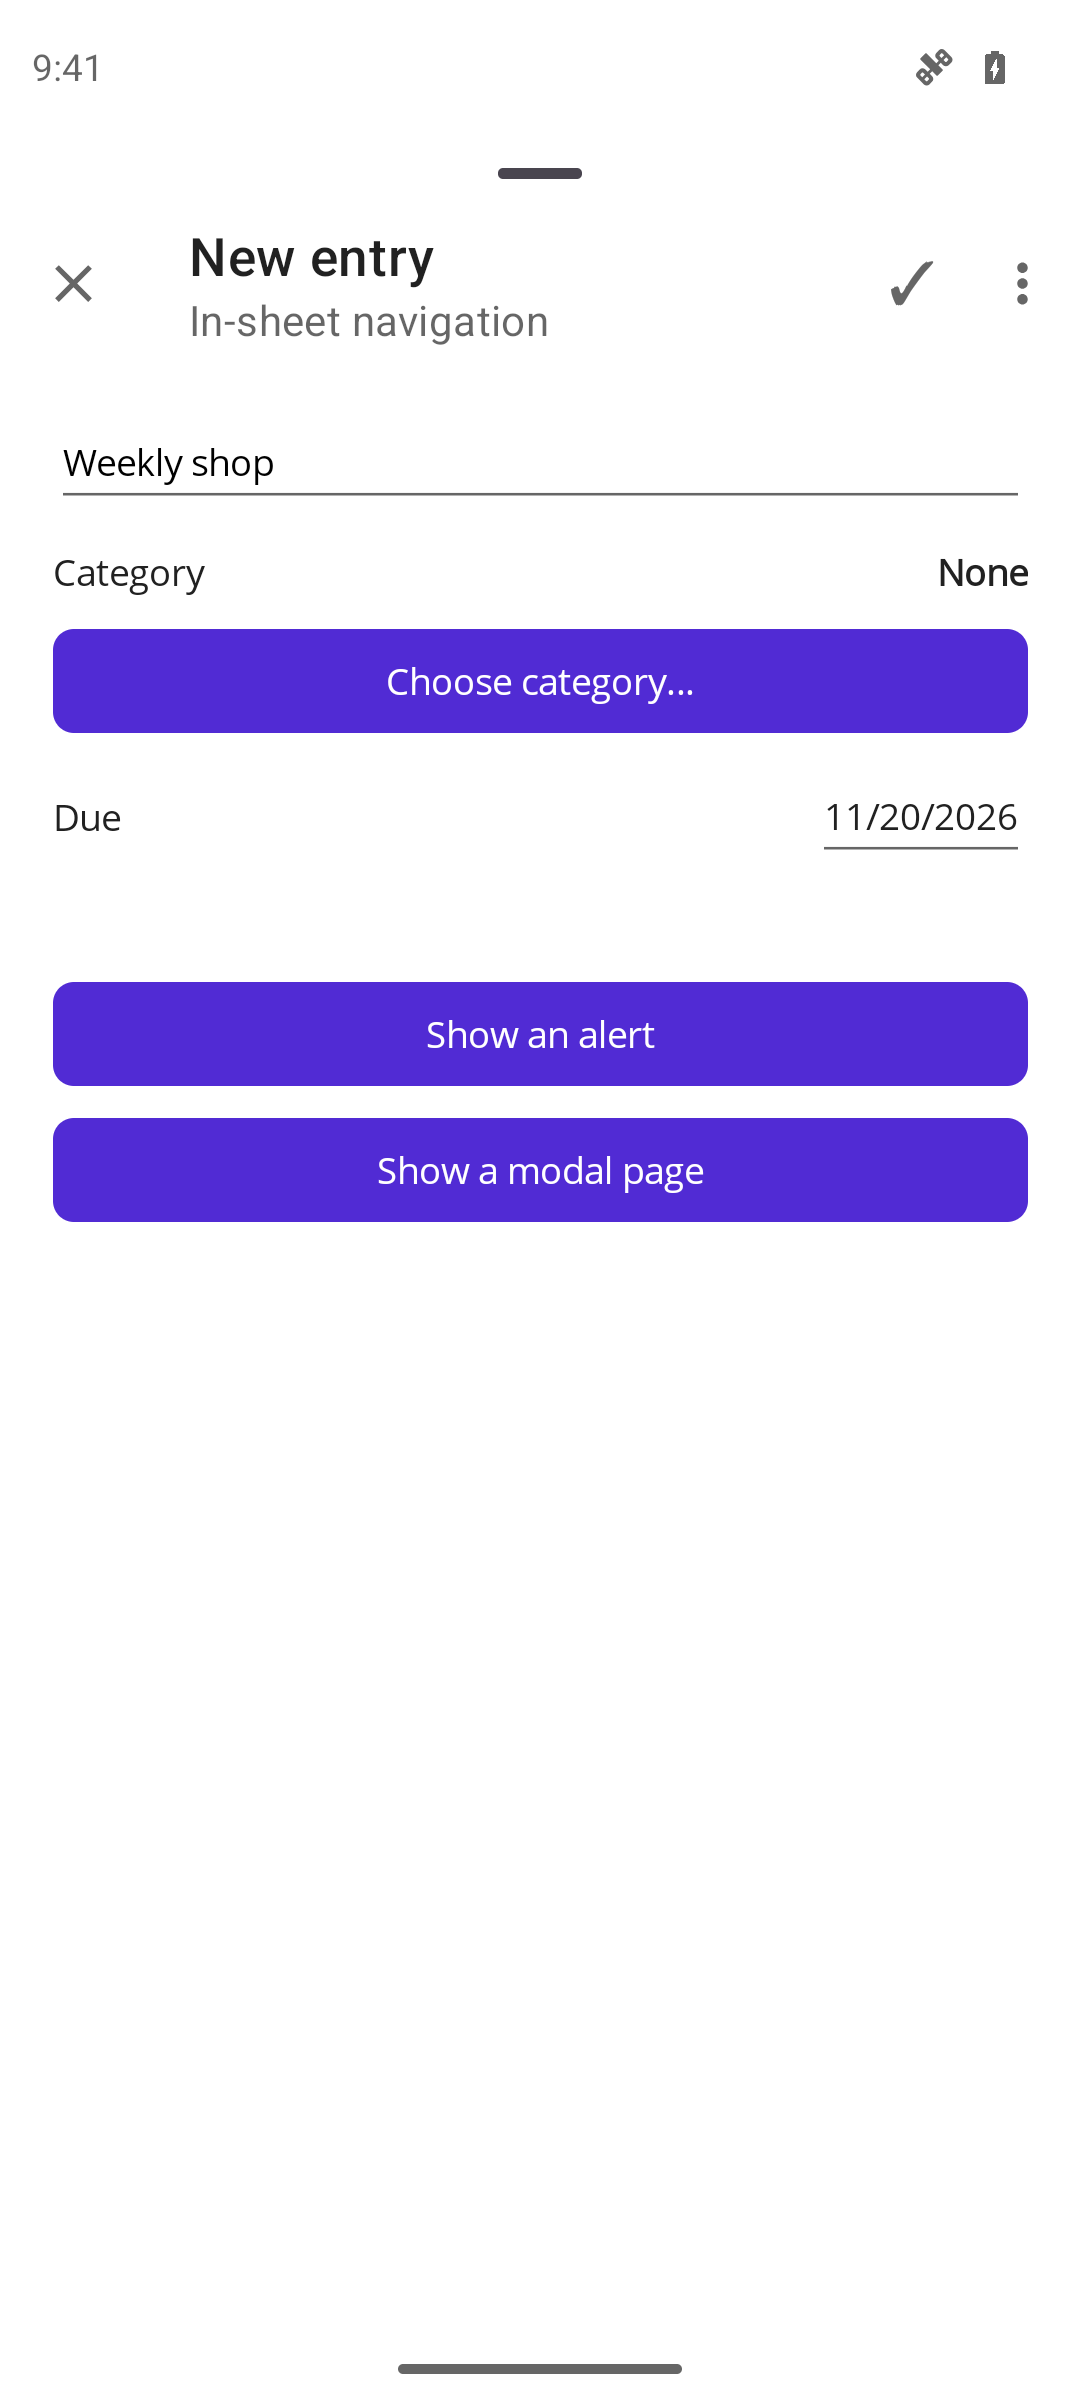 9:41
New entry
In-sheet navigation
Weekly shop
Category
None
Choose category...
Due
11/20/2026
Show an alert
Show a modal page